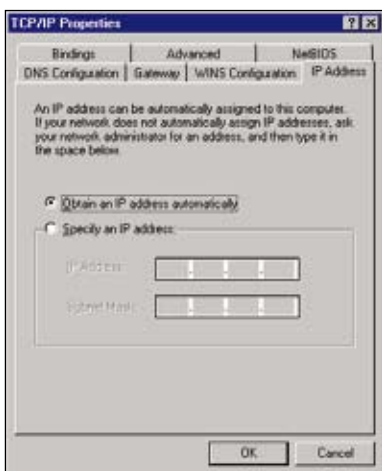 TCP/IP Properties
Bindings Advanced NetBIOS
DNS Configuration Gateway WINS Configuration IP Address
An IP address can be automatically assigned to this computer.
If your network does not automatically assign IP addresses, ask
your network administrator for an address, and then type it in
the space below.
Obtain an IP address automatically
Specify an IP address:
IP Address:
Subnet Mask:
OK Cancel